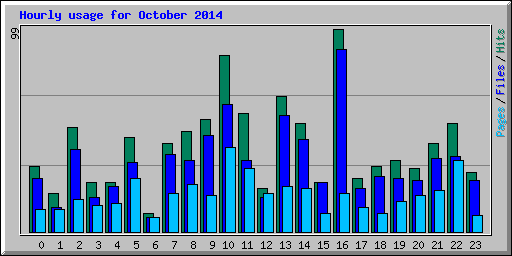 Hourly usage for October 2014
99
Pages/Files/Hits
0 1 2 3 4 5 6 7 8 9 10 11 12 13 14 15 16 17 18 19 20 21 22 23